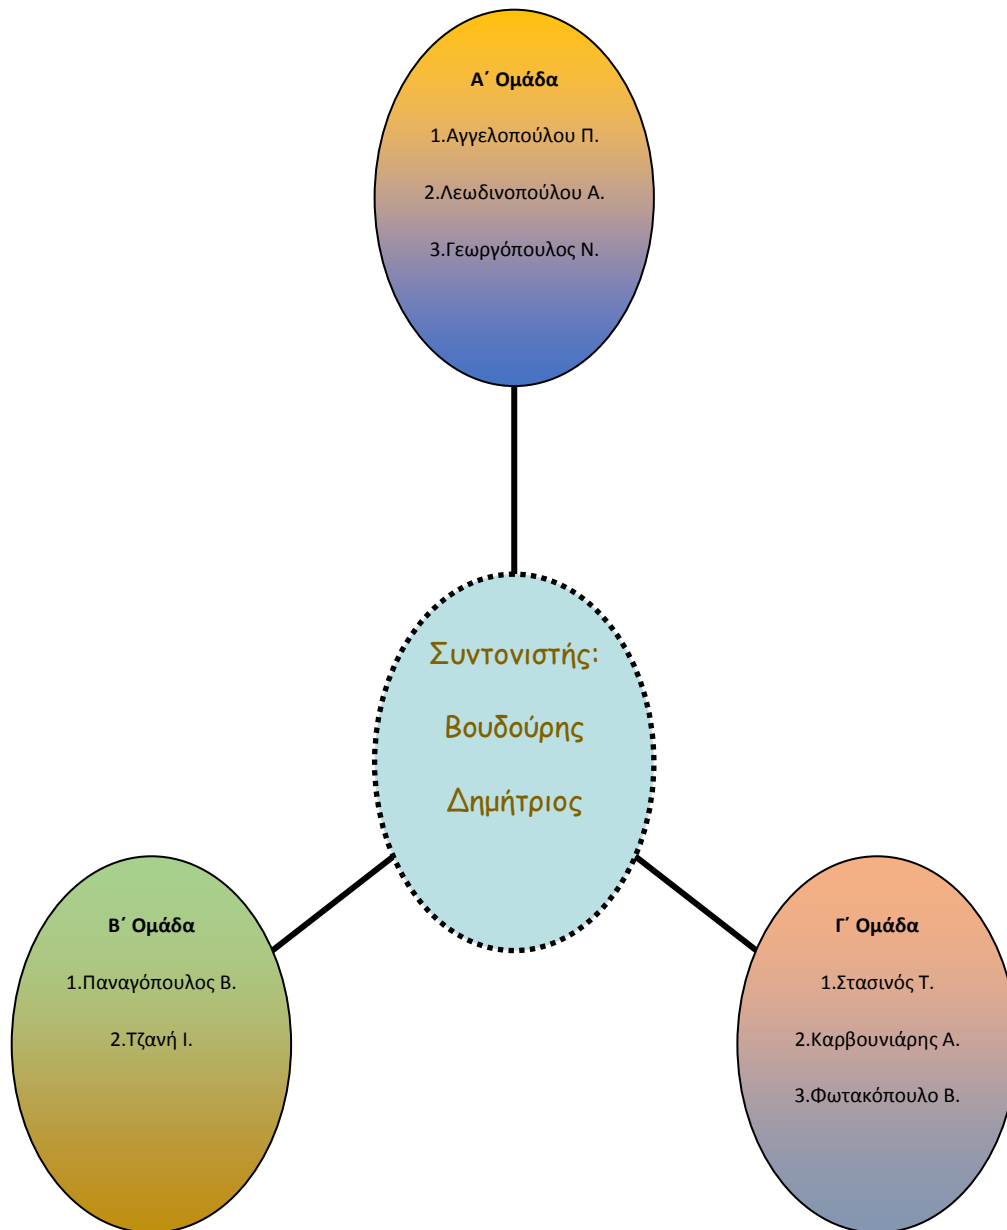 Α΄ Ομάδα
1.Αγγελοπούλου Π.
2.Λεωδινοπούλου Α.
3.Γεωργόπουλος Ν.
Συντονιστής:
Βουδούρης
Δημήτριος
Β΄ Ομάδα
1.Παναγόπουλος Β.
2.Τζανή Ι.
Γ΄ Ομάδα
1.Στασινός Τ.
2.Καρβουνιάρης Α.
3.Φωτακόπουλο Β.